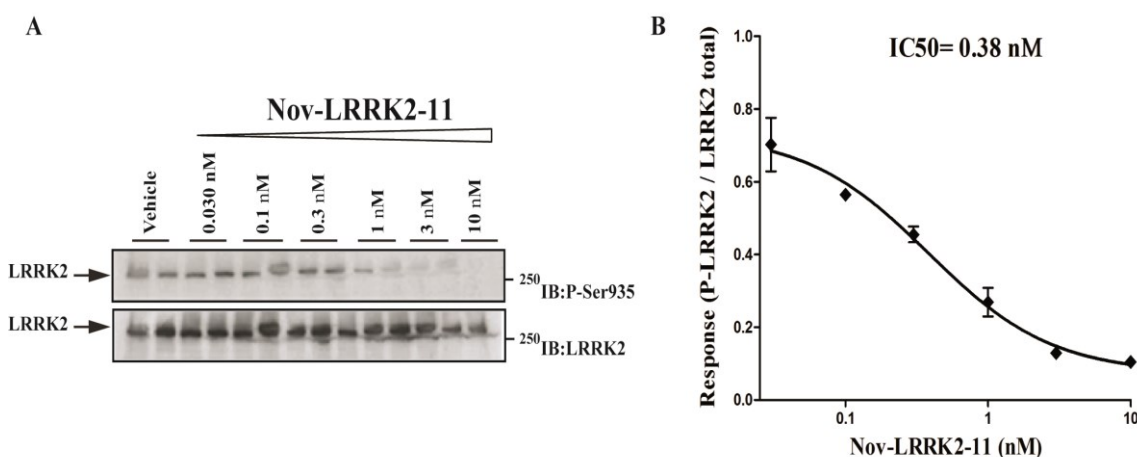 A
Nov-LRRK2-11
Vehicle
0.030 nM
0.1 nM
0.3 nM
1 nM
3 nM
10 nM
LRRK2
250 IB:P-Ser935
LRRK2
250 IB:LRRK2
B
IC50= 0.38 nM
Response (P-LRRK2 / LRRK2 total)
1.0
0.8
0.6
0.4
0.2
0.0
0.1 1 10
Nov-LRRK2-11 (nM)